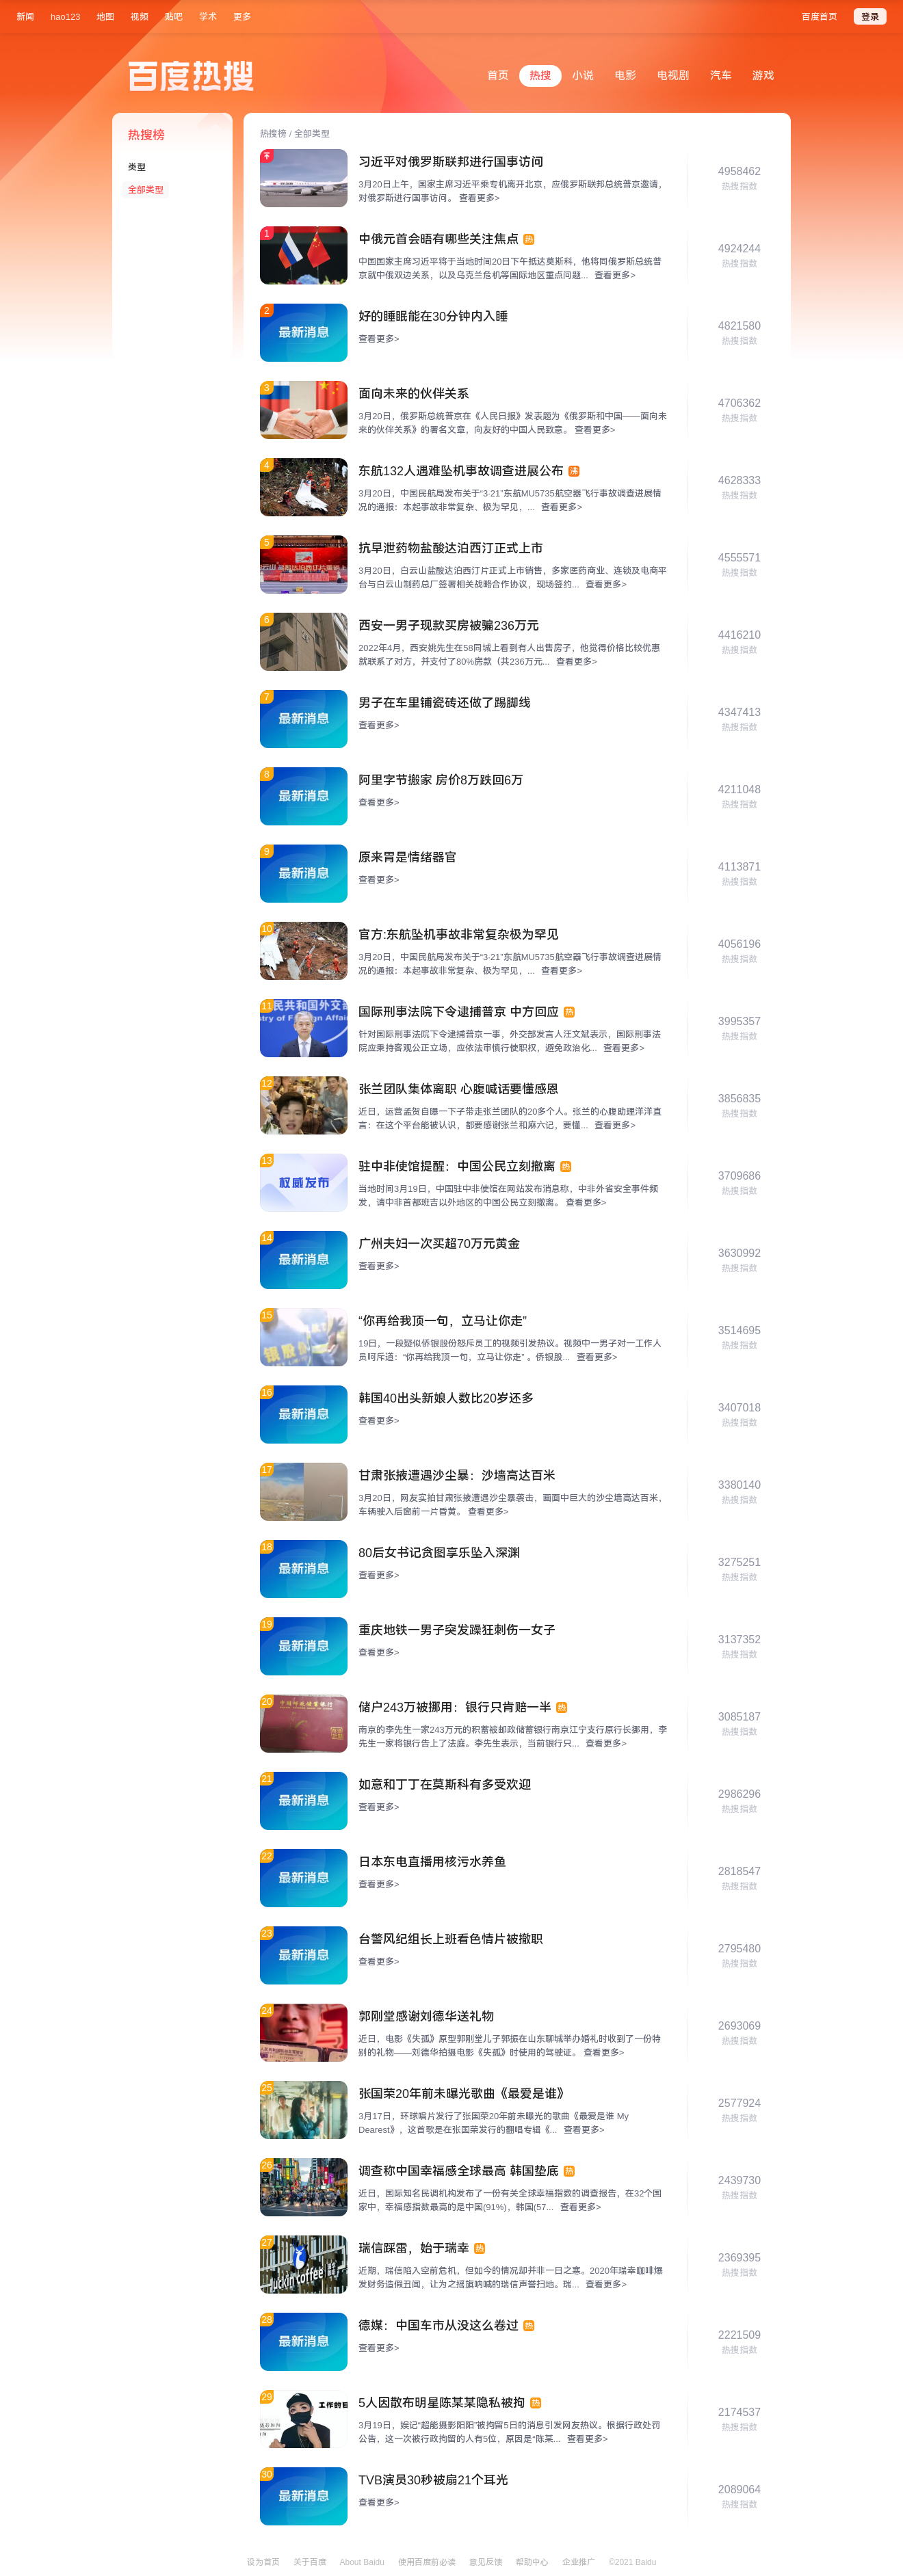 新闻 hao123 地图 视频 贴吧 学术 更多 百度首页 登录
百度热搜
首页 热搜 小说 电影 电视剧 汽车 游戏
热搜榜
类型
全部类型
热搜榜 / 全部类型
习近平对俄罗斯联邦进行国事访问
3月20日上午，国家主席习近平乘专机离开北京，应俄罗斯联邦总统普京邀请，
对俄罗斯进行国事访问。 查看更多>
4958462
热搜指数
1
中俄元首会晤有哪些关注焦点 热
中国国家主席习近平将于当地时间20日下午抵达莫斯科，他将同俄罗斯总统普
京就中俄双边关系，以及乌克兰危机等国际地区重点问题... 查看更多>
4924244
热搜指数
2
最新消息
好的睡眠能在30分钟内入睡
查看更多>
4821580
热搜指数
3
面向未来的伙伴关系
3月20日，俄罗斯总统普京在《人民日报》发表题为《俄罗斯和中国——面向未
来的伙伴关系》的署名文章，向友好的中国人民致意。 查看更多>
4706362
热搜指数
4
东航132人遇难坠机事故调查进展公布 沸
3月20日，中国民航局发布关于“3·21”东航MU5735航空器飞行事故调查进展情
况的通报：本起事故非常复杂、极为罕见，... 查看更多>
4628333
热搜指数
5
抗早泄药物盐酸达泊西汀正式上市
3月20日，白云山盐酸达泊西汀片正式上市销售，多家医药商业、连锁及电商平
台与白云山制药总厂签署相关战略合作协议，现场签约... 查看更多>
4555571
热搜指数
6
西安一男子现款买房被骗236万元
2022年4月，西安姚先生在58同城上看到有人出售房子，他觉得价格比较优惠
就联系了对方，并支付了80%房款（共236万元... 查看更多>
4416210
热搜指数
7
最新消息
男子在车里铺瓷砖还做了踢脚线
查看更多>
4347413
热搜指数
8
最新消息
阿里字节搬家 房价8万跌回6万
查看更多>
4211048
热搜指数
9
最新消息
原来胃是情绪器官
查看更多>
4113871
热搜指数
10
官方:东航坠机事故非常复杂极为罕见
3月20日，中国民航局发布关于“3·21”东航MU5735航空器飞行事故调查进展情
况的通报：本起事故非常复杂、极为罕见，... 查看更多>
4056196
热搜指数
11
国际刑事法院下令逮捕普京 中方回应 热
针对国际刑事法院下令逮捕普京一事，外交部发言人汪文斌表示，国际刑事法
院应秉持客观公正立场，应依法审慎行使职权，避免政治化... 查看更多>
3995357
热搜指数
12
张兰团队集体离职 心腹喊话要懂感恩
近日，运营孟贺自曝一下子带走张兰团队的20多个人。张兰的心腹助理洋洋直
言：在这个平台能被认识，都要感谢张兰和麻六记，要懂... 查看更多>
3856835
热搜指数
13
权威发布
驻中非使馆提醒：中国公民立刻撤离 热
当地时间3月19日，中国驻中非使馆在网站发布消息称，中非外省安全事件频
发，请中非首都班吉以外地区的中国公民立刻撤离。 查看更多>
3709686
热搜指数
14
最新消息
广州夫妇一次买超70万元黄金
查看更多>
3630992
热搜指数
15
“你再给我顶一句，立马让你走”
19日，一段疑似侨银股份怒斥员工的视频引发热议。视频中一男子对一工作人
员呵斥道：“你再给我顶一句，立马让你走” 。侨银股... 查看更多>
3514695
热搜指数
16
最新消息
韩国40出头新娘人数比20岁还多
查看更多>
3407018
热搜指数
17
甘肃张掖遭遇沙尘暴：沙墙高达百米
3月20日，网友实拍甘肃张掖遭遇沙尘暴袭击，画面中巨大的沙尘墙高达百米，
车辆驶入后窗前一片昏黄。 查看更多>
3380140
热搜指数
18
最新消息
80后女书记贪图享乐坠入深渊
查看更多>
3275251
热搜指数
19
最新消息
重庆地铁一男子突发躁狂刺伤一女子
查看更多>
3137352
热搜指数
20
储户243万被挪用：银行只肯赔一半 热
南京的李先生一家243万元的积蓄被邮政储蓄银行南京江宁支行原行长挪用，李
先生一家将银行告上了法庭。李先生表示，当前银行只... 查看更多>
3085187
热搜指数
21
最新消息
如意和丁丁在莫斯科有多受欢迎
查看更多>
2986296
热搜指数
22
最新消息
日本东电直播用核污水养鱼
查看更多>
2818547
热搜指数
23
最新消息
台警风纪组长上班看色情片被撤职
查看更多>
2795480
热搜指数
24
郭刚堂感谢刘德华送礼物
近日，电影《失孤》原型郭刚堂儿子郭振在山东聊城举办婚礼时收到了一份特
别的礼物——刘德华拍摄电影《失孤》时使用的驾驶证。 查看更多>
2693069
热搜指数
25
张国荣20年前未曝光歌曲《最爱是谁》
3月17日，环球唱片发行了张国荣20年前未曝光的歌曲《最爱是谁 My
Dearest》，这首歌是在张国荣发行的翻唱专辑《... 查看更多>
2577924
热搜指数
26
调查称中国幸福感全球最高 韩国垫底 热
近日，国际知名民调机构发布了一份有关全球幸福指数的调查报告，在32个国
家中，幸福感指数最高的是中国(91%)，韩国(57... 查看更多>
2439730
热搜指数
27
luckin coffee
瑞信踩雷，始于瑞幸 热
近期，瑞信陷入空前危机，但如今的情况却并非一日之寒。2020年瑞幸咖啡爆
发财务造假丑闻，让为之摇旗呐喊的瑞信声誉扫地。瑞... 查看更多>
2369395
热搜指数
28
最新消息
德媒：中国车市从没这么卷过 热
查看更多>
2221509
热搜指数
29
5人因散布明星陈某某隐私被拘 热
3月19日，娱记“超能摄影阳阳”被拘留5日的消息引发网友热议。根据行政处罚
公告，这一次被行政拘留的人有5位，原因是“陈某... 查看更多>
2174537
热搜指数
30
最新消息
TVB演员30秒被扇21个耳光
查看更多>
2089064
热搜指数
设为首页 关于百度 About Baidu 使用百度前必读 意见反馈 帮助中心 企业推广 ©2021 Baidu